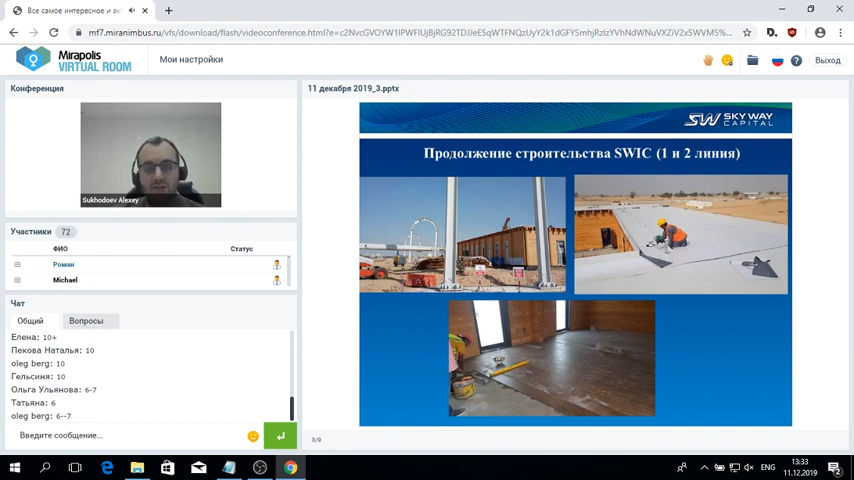 Все самое интересное и ак
mf7.miranimbus.ru/vfs/download/flash/videoconference.html?e=
Mirapolis
VIRTUAL ROOM
Мои настройки
Выход
Конференция
Sukhodoev Alexey
Участники 72
ФИО Статус
Роман
Michael
Чат
Общий Вопросы
Елена: 10+
Пекова Наталья: 10
oleg berg: 10
Гельсиня: 10
Ольга Ульянова: 6-7
Татьяна: 6
oleg berg: 6--7
Введите сообщение...
11 декабря 2019_3.pptx
SW SKY WAY
CAPITAL
Продолжение строительства SWIC (1 и 2 линия)
3/9
ENG
13:33
11.12.2019
2